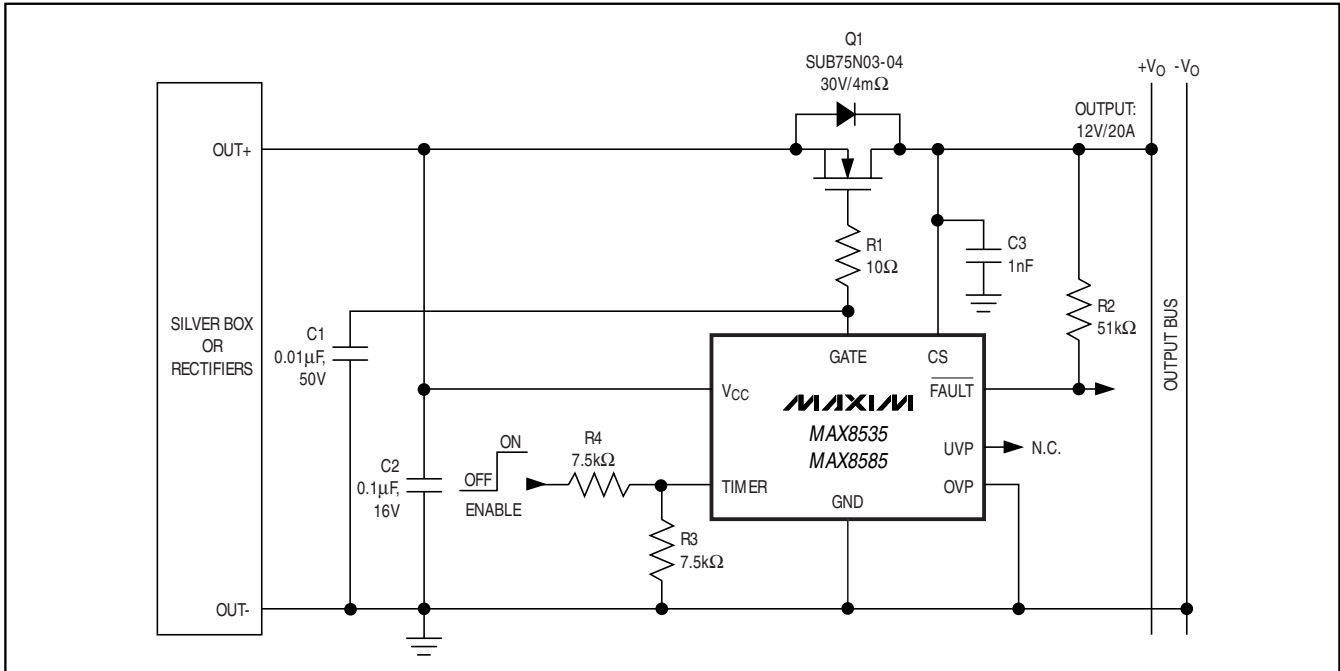 Q1
SUB75N03-04
30V/4mΩ
+VO -VO
OUTPUT:
12V/20A
OUT+
R1
10Ω
C3
1nF
R2
51kΩ
OUTPUT BUS
SILVER BOX
OR
RECTIFIERS
C1
0.01μF,
50V
GATE
CS
VCC
FAULT
MAXIM
MAX8535
MAX8585
UVP
N.C.
OVP
C2
0.1μF,
16V
ON
OFF
ENABLE
R4
7.5kΩ
TIMER
GND
R3
7.5kΩ
OUT-